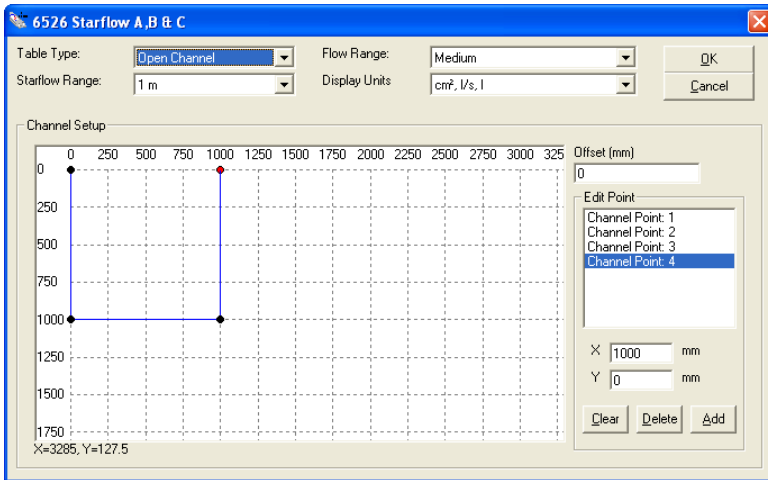 6526 Starflow A,B & C
Table Type: Open Channel Flow Range: Medium OK
Starflow Range: 1 m Display Units cm², l/s, l Cancel
Channel Setup
0 250 500 750 1000 1250 1500 1750 2000 2250 2500 2750 3000 325
Offset (mm)
0
0
250
500
750
1000
1250
1500
1750
Edit Point
Channel Point: 1
Channel Point: 2
Channel Point: 3
Channel Point: 4
X 1000 mm
Y 0 mm
Clear Delete Add
X=3285, Y=127.5